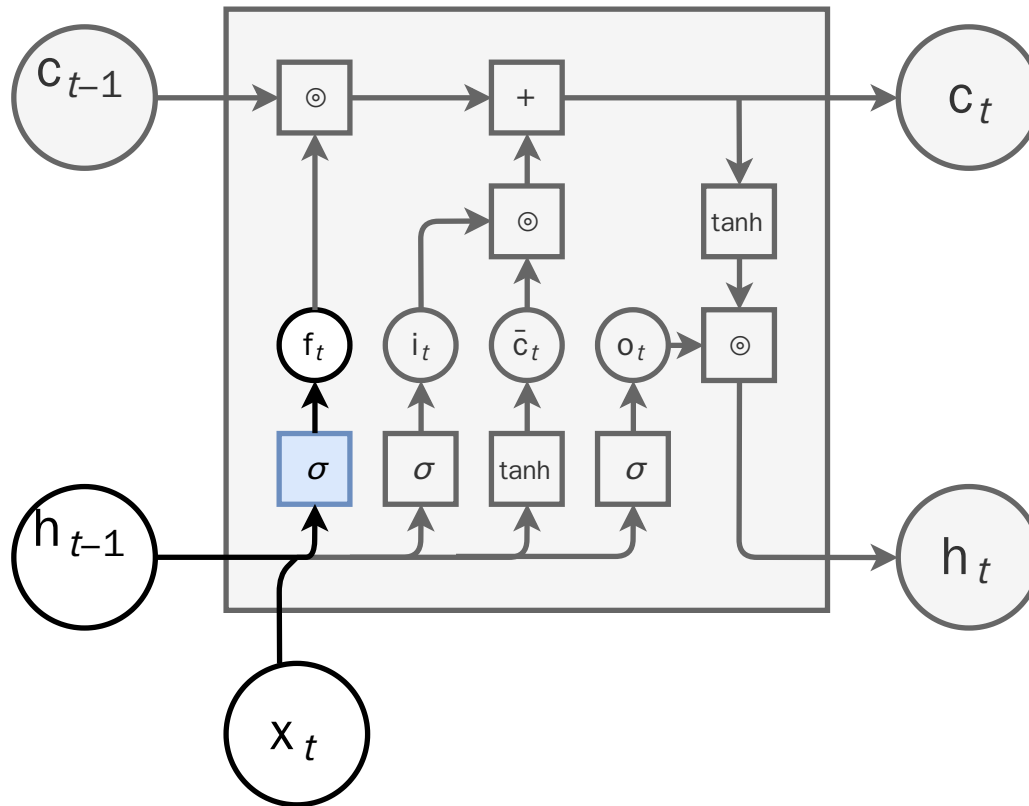 c t−1 ⊚ + c t
⊚ tanh
f t i t c̄ t o t ⊚
σ σ tanh σ
h t−1 h t
x t